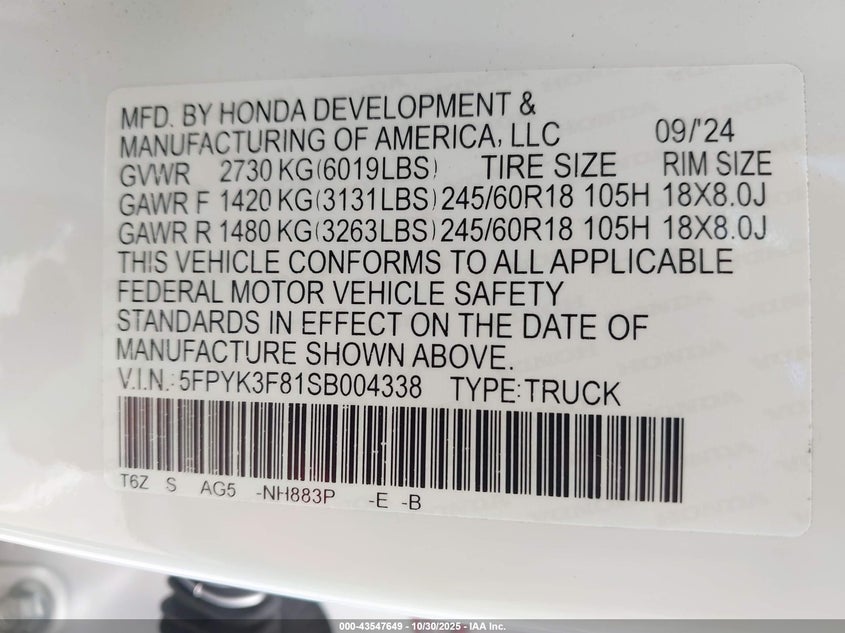 MFD. BY HONDA DEVELOPMENT &
MANUFACTURING OF AMERICA, LLC 09/'24
GVWR 2730 KG(6019LBS) TIRE SIZE RIM SIZE
GAWR F 1420 KG(3131LBS) 245/60R18 105H 18X8.0J
GAWR R 1480 KG(3263LBS) 245/60R18 105H 18X8.0J
THIS VEHICLE CONFORMS TO ALL APPLICABLE
FEDERAL MOTOR VEHICLE SAFETY
STANDARDS IN EFFECT ON THE DATE OF
MANUFACTURE SHOWN ABOVE.
V.I.N.: 5FPYK3F81SB004338 TYPE: TRUCK
T6Z S AG5 -NH883P -E -B
000-43547649 | 10/30/2025 - IAA Inc.